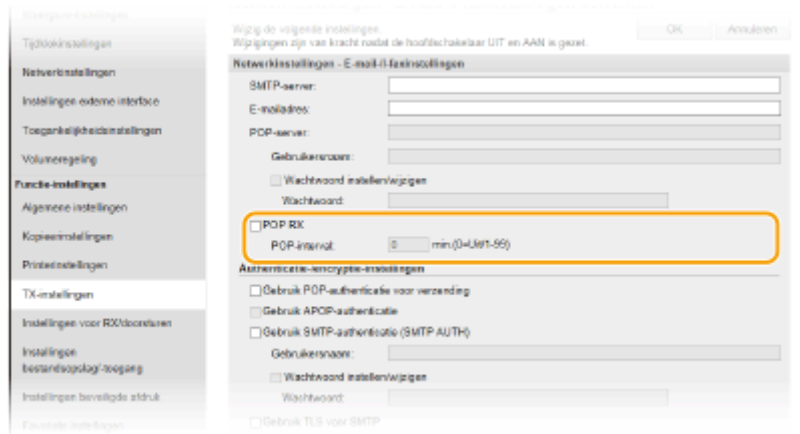 Tijdklokinstellingen
Netwerkinstellingen
Instellingen externe interface
Toegankelijkheidsinstellingen
Volumeregeling
Functie-instellingen
Algemene instellingen
Kopieerinstellingen
Printerinstellingen
TX-instellingen
Instellingen voor RX/doorsturen
Instellingen
bestandsopslag/-toegang
Instellingen beveiligde afdruk
Wijzig de volgende instellingen.
Wijzigingen zijn van kracht nadat de hoofdschakelaar UIT en AAN is gezet.
OK
Annuleren
Netwerkinstellingen - E-mail-/I-faxinstellingen
SMTP-server:
E-mailadres:
POP-server:
Gebruikersnaam:
Wachtwoord instellen/wijzigen
Wachtwoord:
POP RX
POP-interval: 0 min.(0=Uit/1-99)
Authenticatie-/encryptie-instellingen
Gebruik POP-authenticatie voor verzending
Gebruik APOP-authenticatie
Gebruik SMTP-authenticatie (SMTP AUTH)
Gebruikersnaam:
Wachtwoord instellen/wijzigen
Wachtwoord:
Gebruik TLS voor SMTP